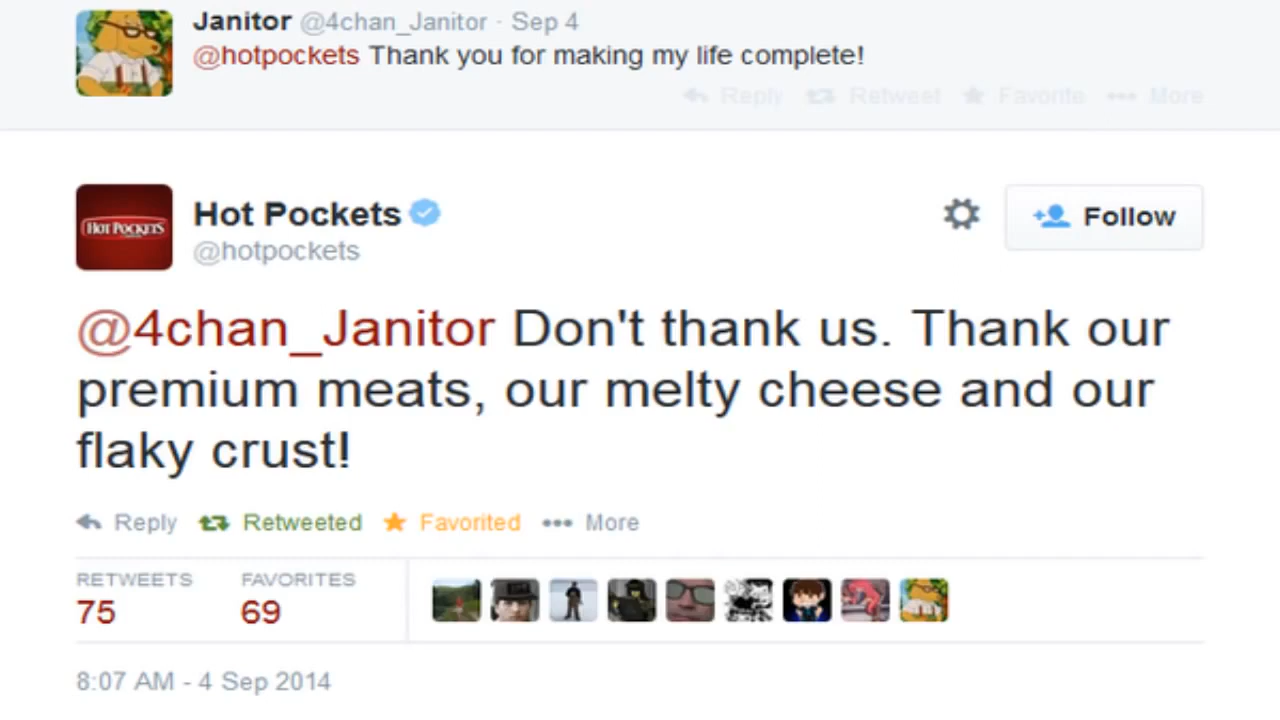 Janitor @4chan_Janitor · Sep 4
@hotpockets Thank you for making my life complete!
Reply Retweet Favorite ••• More
HOT POCKETS
Hot Pockets
@hotpockets
Follow
@4chan_Janitor Don't thank us. Thank our
premium meats, our melty cheese and our
flaky crust!
Reply Retweeted Favorited ••• More
RETWEETS FAVORITES
75 69
8:07 AM - 4 Sep 2014